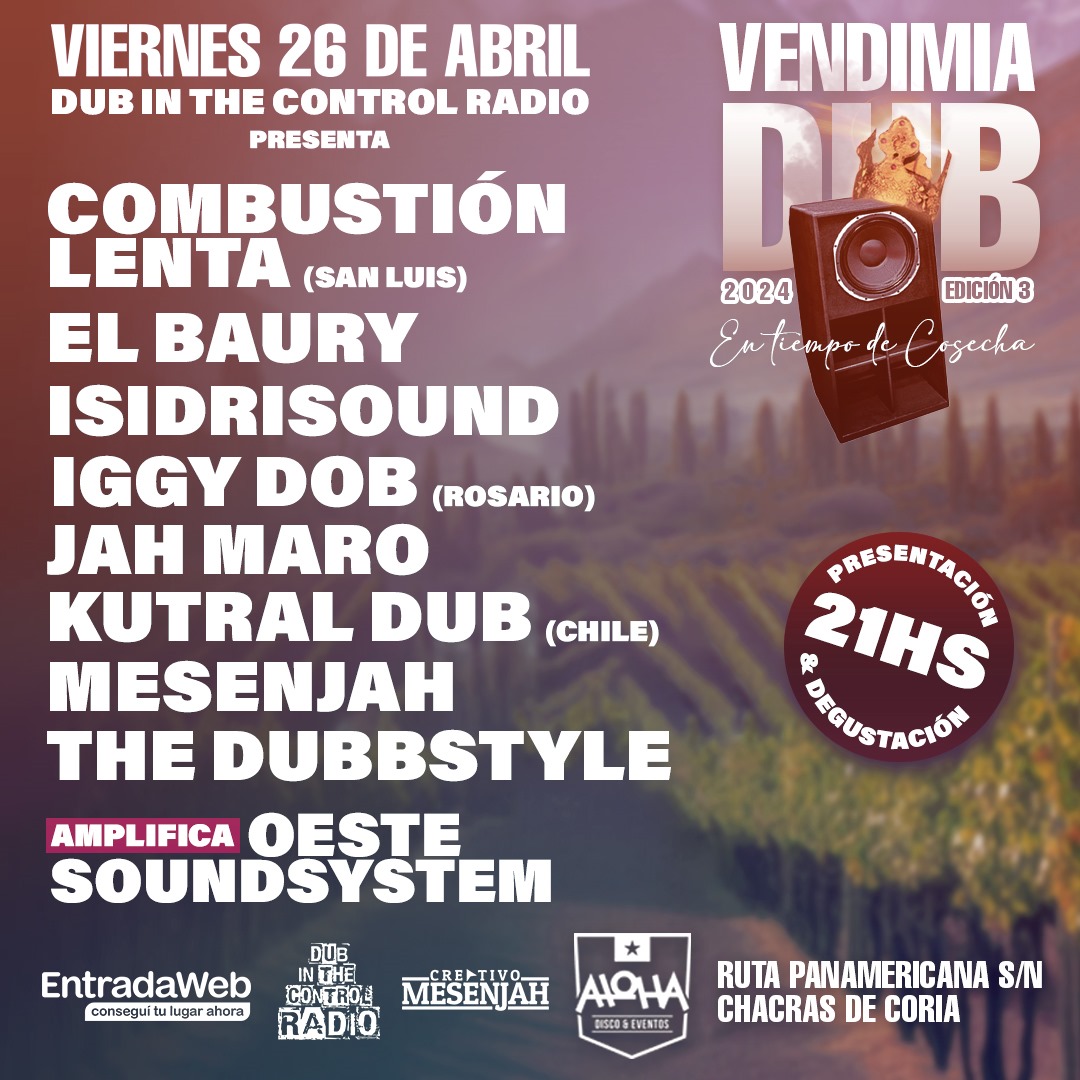 VIERNES 26 DE ABRIL
DUB IN THE CONTROL RADIO
PRESENTA
COMBUSTIÓN
LENTA (SAN LUIS)
EL BAURY
ISIDRISOUND
IGGY DOB (ROSARIO)
JAH MARO
KUTRAL DUB (CHILE)
MESENJAH
THE DUBBSTYLE
AMPLIFICA OESTE
SOUNDSYSTEM
VENDIMIA
DUB
2024 EDICIÓN 3
En tiempo de Cosecha
PRESENTACIÓN
21HS
& DEGUSTACIÓN
EntradaWeb
conseguí tu lugar ahora
DUB
IN THE
CONTROL
RADIO
CREATIVO
MESENJAH
ALOHA
DISCO & EVENTOS
RUTA PANAMERICANA S/N
CHACRAS DE CORIA